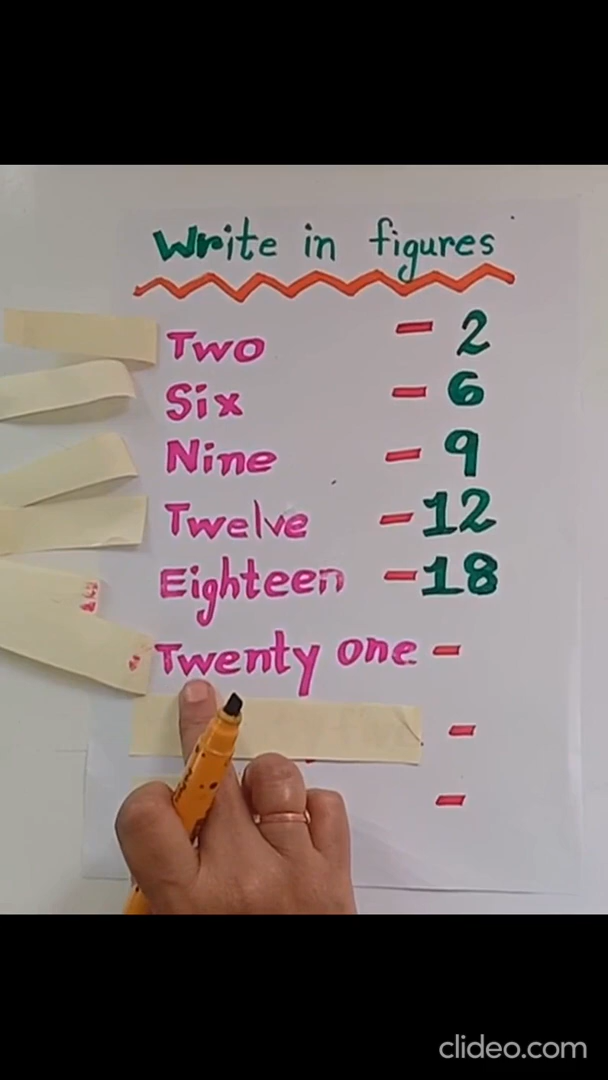 Write in figures
Two - 2
Six - 6
Nine - 9
Twelve - 12
Eighteen - 18
Twenty one -
-
-
clideo.com